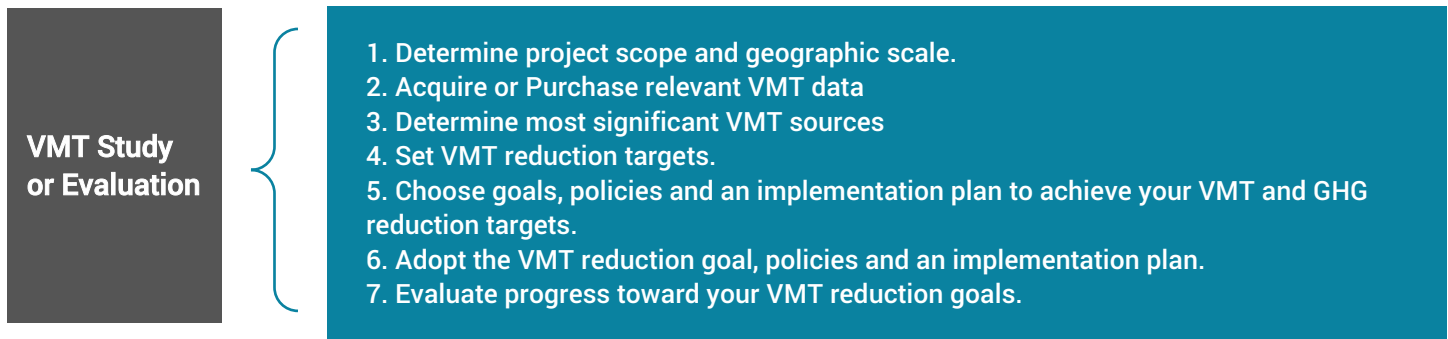 VMT Study
or Evaluation
1. Determine project scope and geographic scale.
2. Acquire or Purchase relevant VMT data
3. Determine most significant VMT sources
4. Set VMT reduction targets.
5. Choose goals, policies and an implementation plan to achieve your VMT and GHG
reduction targets.
6. Adopt the VMT reduction goal, policies and an implementation plan.
7. Evaluate progress toward your VMT reduction goals.